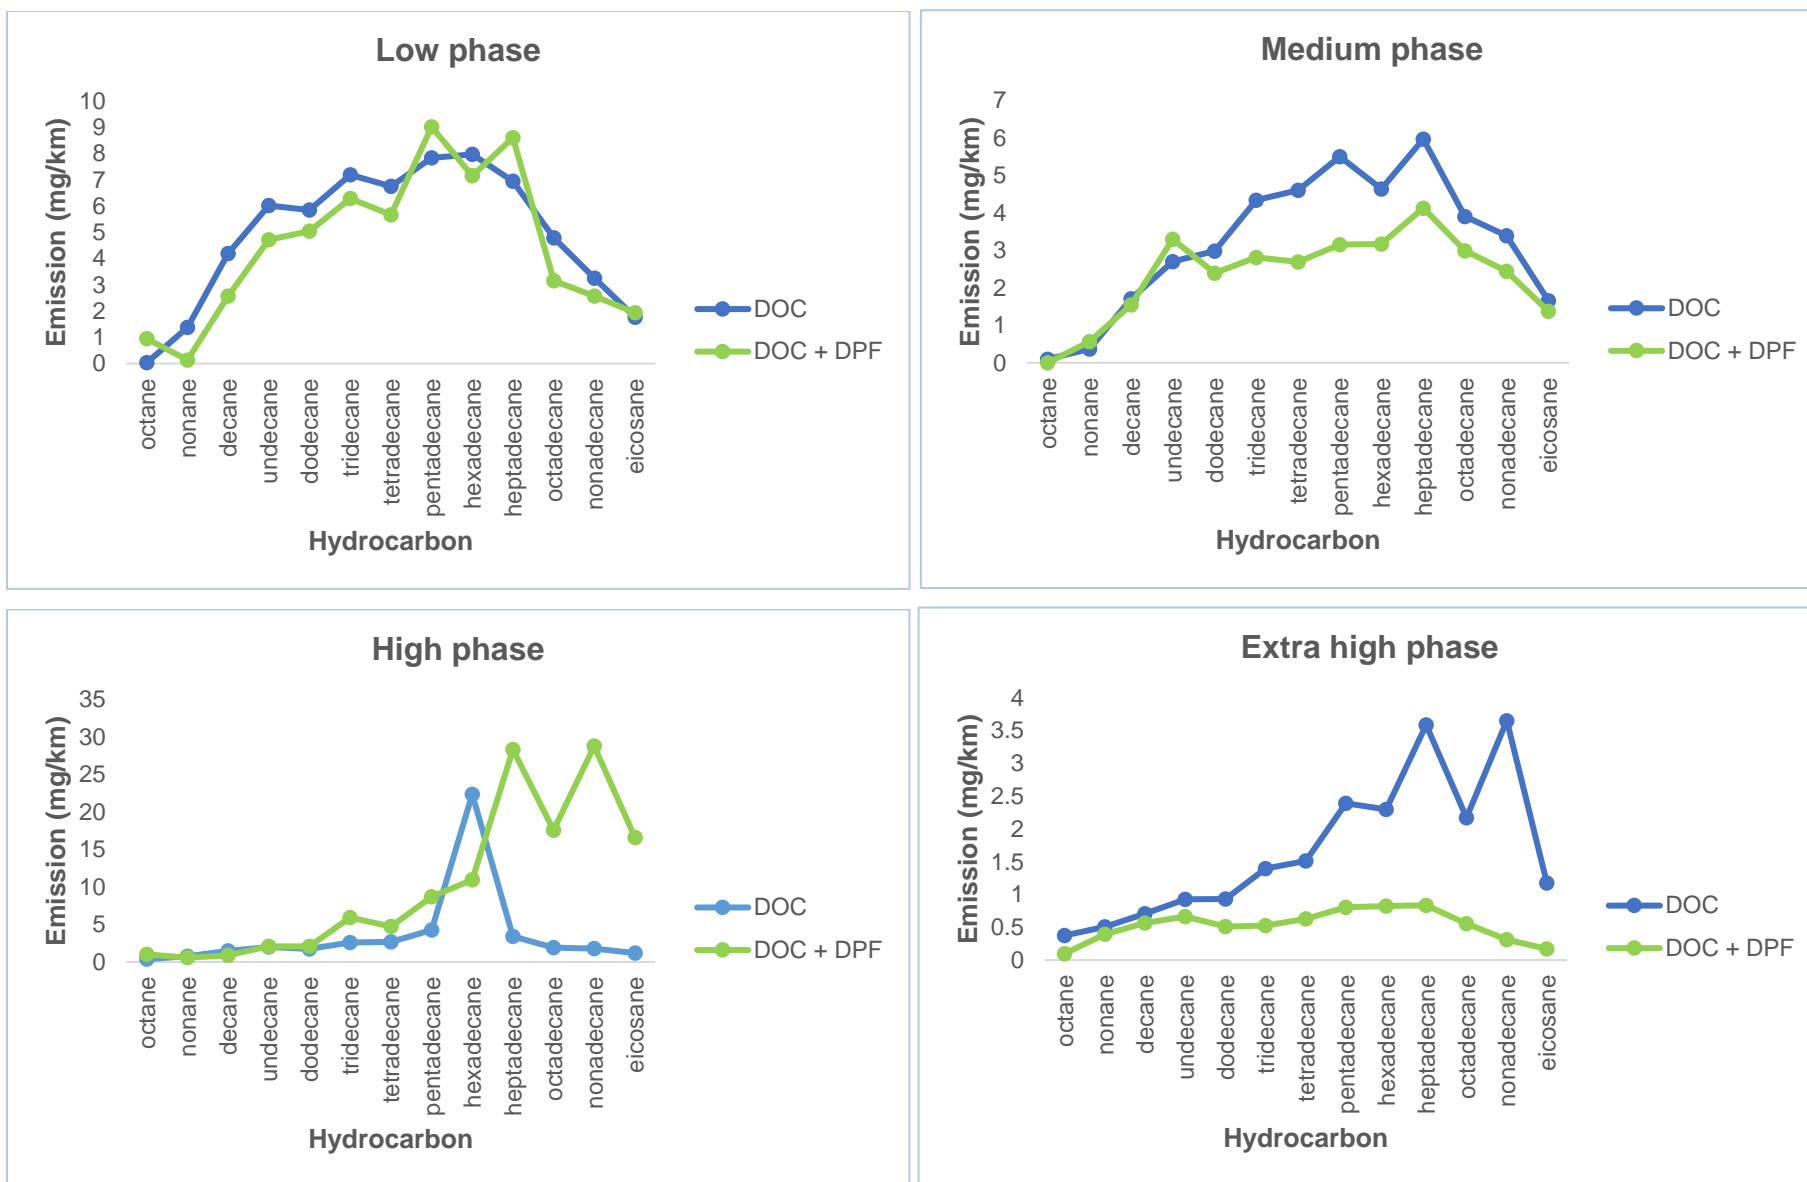 Low phase
Emission (mg/km)
10
9
8
7
6
5
4
3
2
1
0
octane
nonane
decane
undecane
dodecane
tridecane
tetradecane
pentadecane
hexadecane
heptadecane
octadecane
nonadecane
eicosane
Hydrocarbon
DOC
DOC + DPF
Medium phase
Emission (mg/km)
7
6
5
4
3
2
1
0
octane
nonane
decane
undecane
dodecane
tridecane
tetradecane
pentadecane
hexadecane
heptadecane
octadecane
nonadecane
eicosane
Hydrocarbon
DOC
DOC + DPF
High phase
Emission (mg/km)
35
30
25
20
15
10
5
0
octane
nonane
decane
undecane
dodecane
tridecane
tetradecane
pentadecane
hexadecane
heptadecane
octadecane
nonadecane
eicosane
Hydrocarbon
DOC
DOC + DPF
Extra high phase
Emission (mg/km)
4
3.5
3
2.5
2
1.5
1
0.5
0
octane
nonane
decane
undecane
dodecane
tridecane
tetradecane
pentadecane
hexadecane
heptadecane
octadecane
nonadecane
eicosane
Hydrocarbon
DOC
DOC + DPF